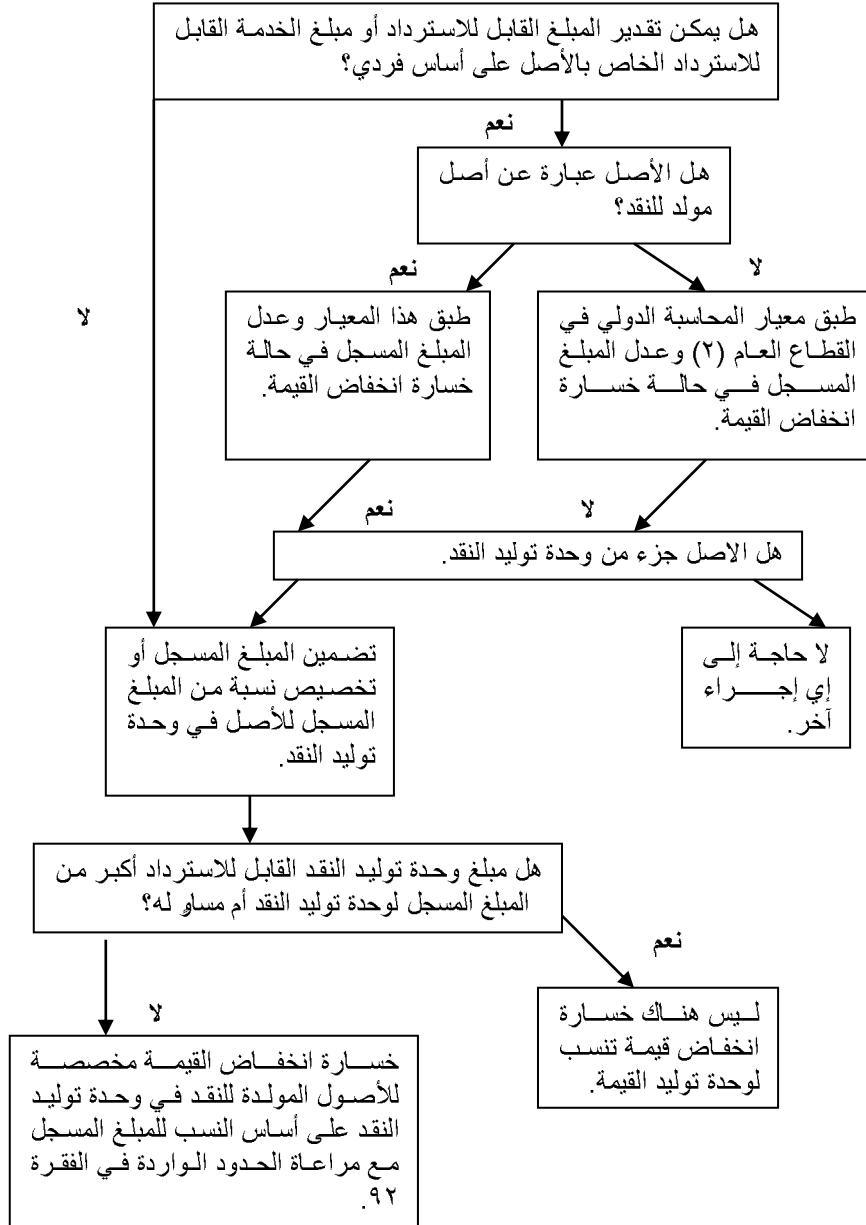 هل يمكن تقدير المبلغ القابل للاسترداد أو مبلغ الخدمة القابل
للاسترداد الخاص بالأصل على أساس فردي؟
نعم
هل الأصل عبارة عن أصل
مولد للنقد؟
لا
نعم
لا
طبق معيار المحاسبة الدولي في
القطاع العام (٢) وعدل المبلغ
المسجل في حالة خسارة
انخفاض القيمة.
طبق هذا المعيار وعدل
المبلغ المسجل في حالة
خسارة انخفاض القيمة.
لا
نعم
هل الاصل جزء من وحدة توليد النقد.
لا حاجة إلى
إي إجراء
آخر.
تضمين المبلغ المسجل أو
تخصيص نسبة من المبلغ
المسجل للأصل في وحدة
توليد النقد.
هل مبلغ وحدة توليد النقد القابل للاسترداد أكبر من
المبلغ المسجل لوحدة توليد النقد أم مساوٍ له؟
نعم
لا
ليس هناك خسارة
انخفاض قيمة تنسب
لوحدة توليد القيمة.
خسارة انخفاض القيمة مخصصة
للأصول المولدة للنقد في وحدة توليد
النقد على أساس النسب للمبلغ المسجل
مع مراعاة الحدود الواردة في الفقرة
٩٢.